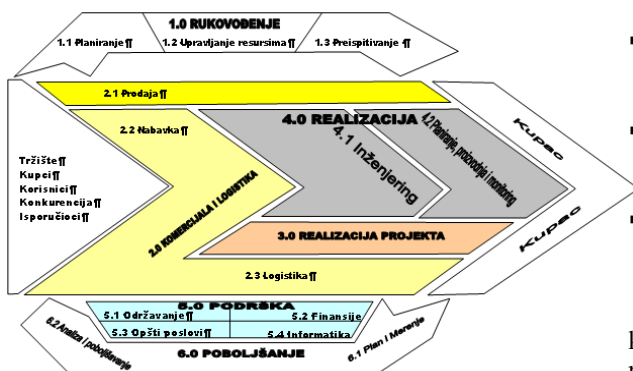 1.0 RUKOVOĐENJE
1.1 Planiranje¶
1.2 Upravljanje resursima¶
1.3 Preispitivanje¶
2.1 Prodaja¶
2.2 Nabavka¶
4.0 REALIZACIJA
4.1 Inženjering
4.2 Planiranje, proizvodnja i monitoring
Kupac
Tržište¶
Kupci¶
Korisnici¶
Konkurencija¶
Isporučioci¶
2.0 KOMERCIJALA I LOGISTIKA
3.0 REALIZACIJA PROJEKTA
Kupac
2.3 Logistika¶
5.0 PODRŠKA
5.1 Održavanje¶
5.2 Finansije
5.3 Opšti poslovi¶
5.4 Informatika
6.2 Analiza i poboljšavanje
6.0 POBOLJŠANJE
6.1 Plan i Merenje